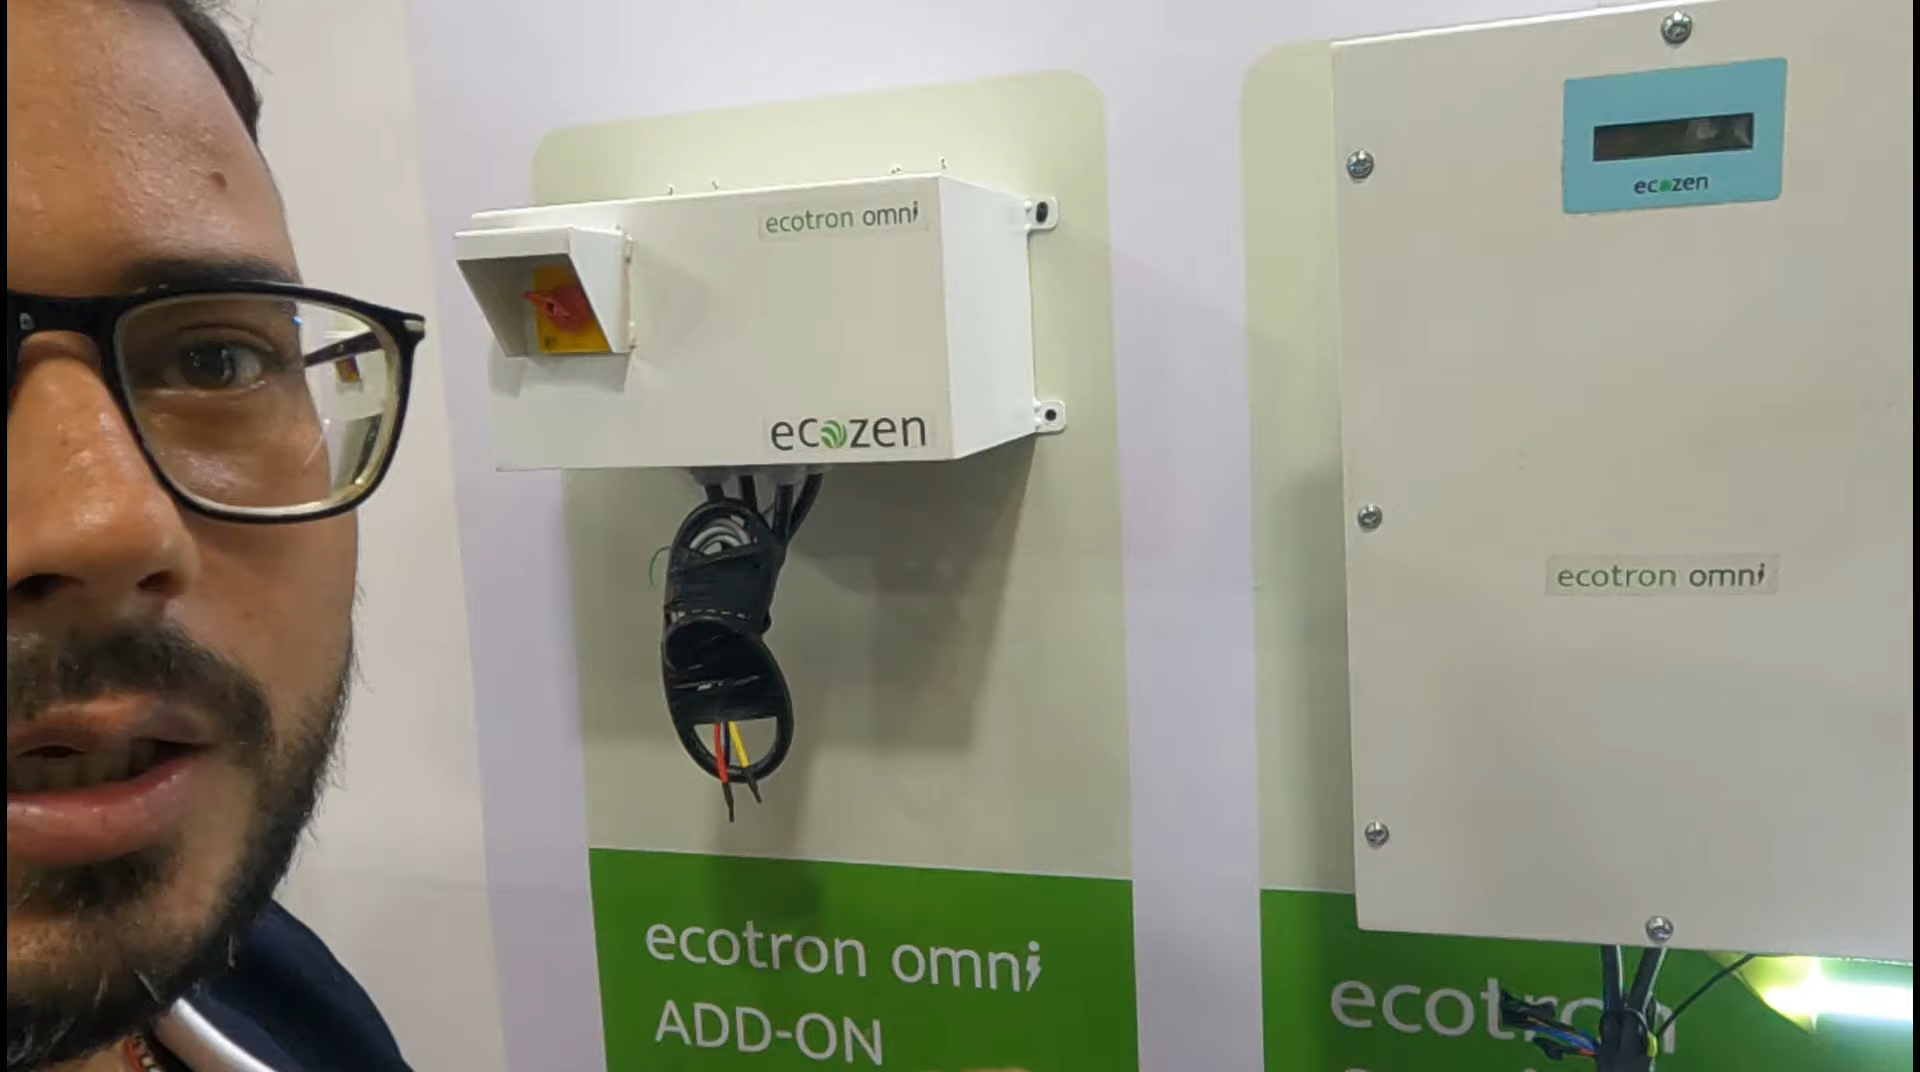 ecotron omni
ecozen
ecotron omni
ADD-ON
ecozen
ecotron omni
ecotron